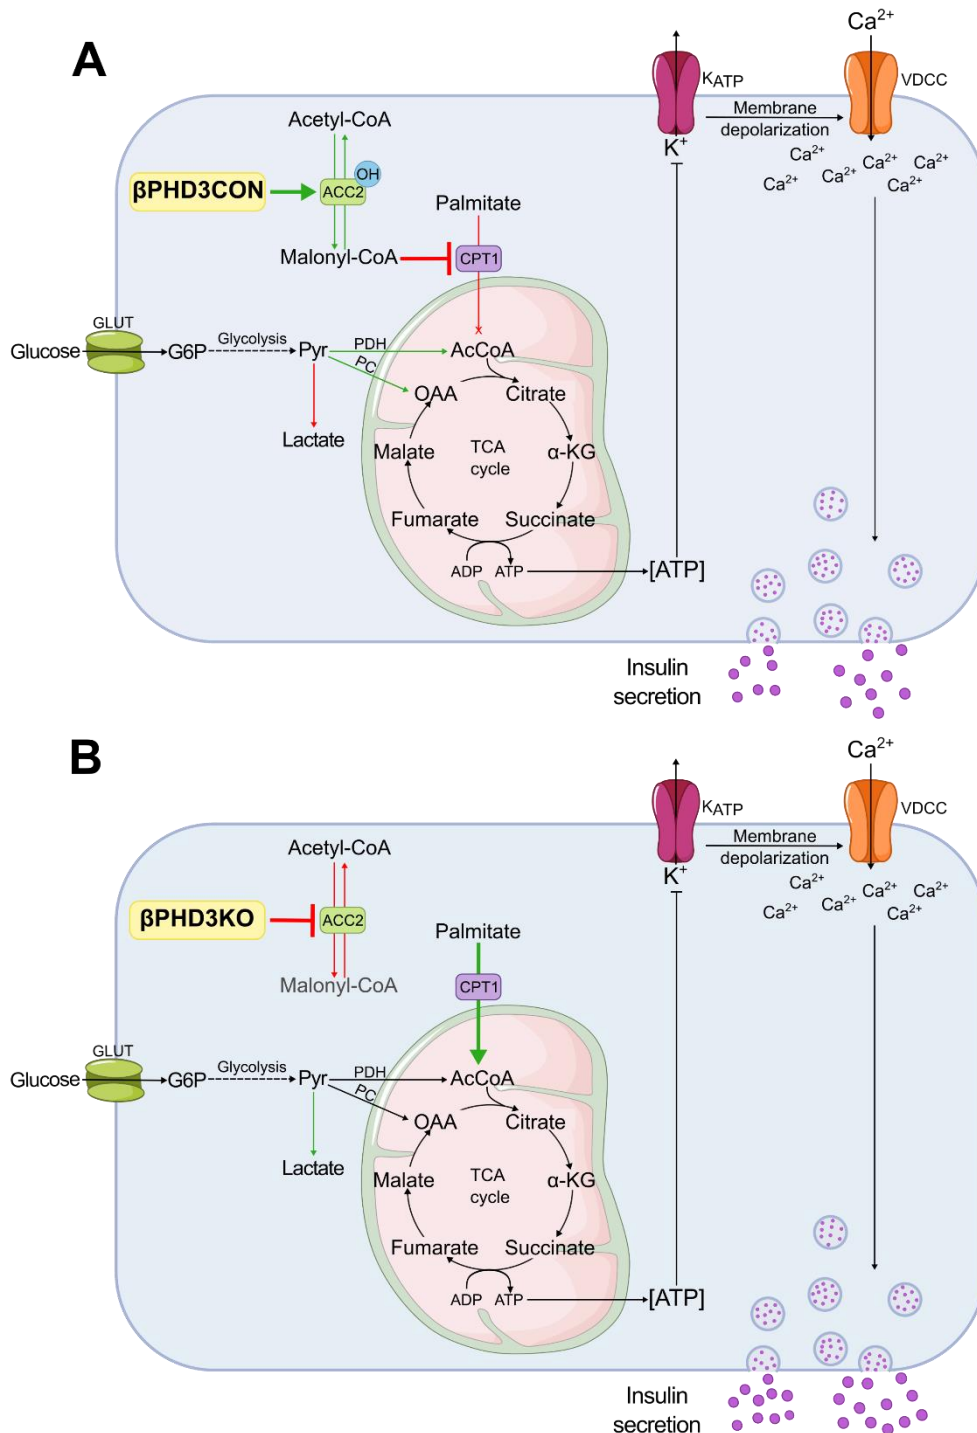 A
Ca²⁺
K_ATP
VDCC
Membrane
depolarization
K⁺
Ca²⁺
Ca²⁺
Ca²⁺
Ca²⁺
Ca²⁺
Ca²⁺
Acetyl-CoA
OH
βPHD3CON
ACC2
Palmitate
Malonyl-CoA
CPT1
GLUT
Glucose
G6P
Glycolysis
Pyr
PDH
PC
AcCoA
OAA
Citrate
Lactate
Malate
TCA
cycle
α-KG
Fumarate
Succinate
ADP
ATP
[ATP]
Insulin
secretion
B
Ca²⁺
K_ATP
VDCC
Membrane
depolarization
K⁺
Ca²⁺
Ca²⁺
Ca²⁺
Ca²⁺
Ca²⁺
Ca²⁺
Acetyl-CoA
βPHD3KO
ACC2
Palmitate
Malonyl-CoA
CPT1
GLUT
Glucose
G6P
Glycolysis
Pyr
PDH
PC
AcCoA
OAA
Citrate
Lactate
Malate
TCA
cycle
α-KG
Fumarate
Succinate
ADP
ATP
[ATP]
Insulin
secretion